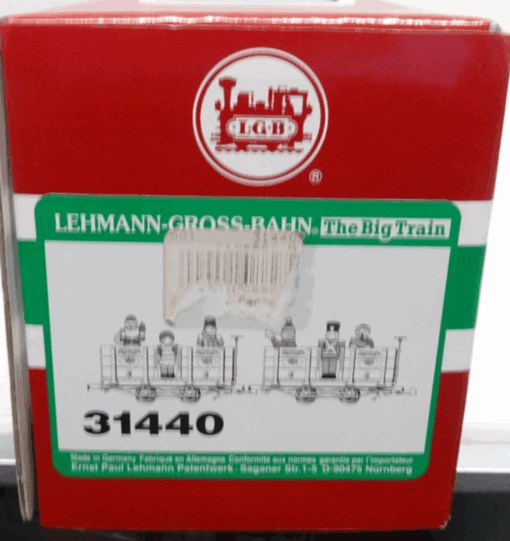 LGB
®
LEHMANN-GROSS-BAHN® The Big Train
31440
Made in Germany Fabriqué en Allemagne Conformité aux normes garantie par l'importateur
Ernst Paul Lehmann Patentwerk · Saganer Str. 1-5 D-90475 Nürnberg